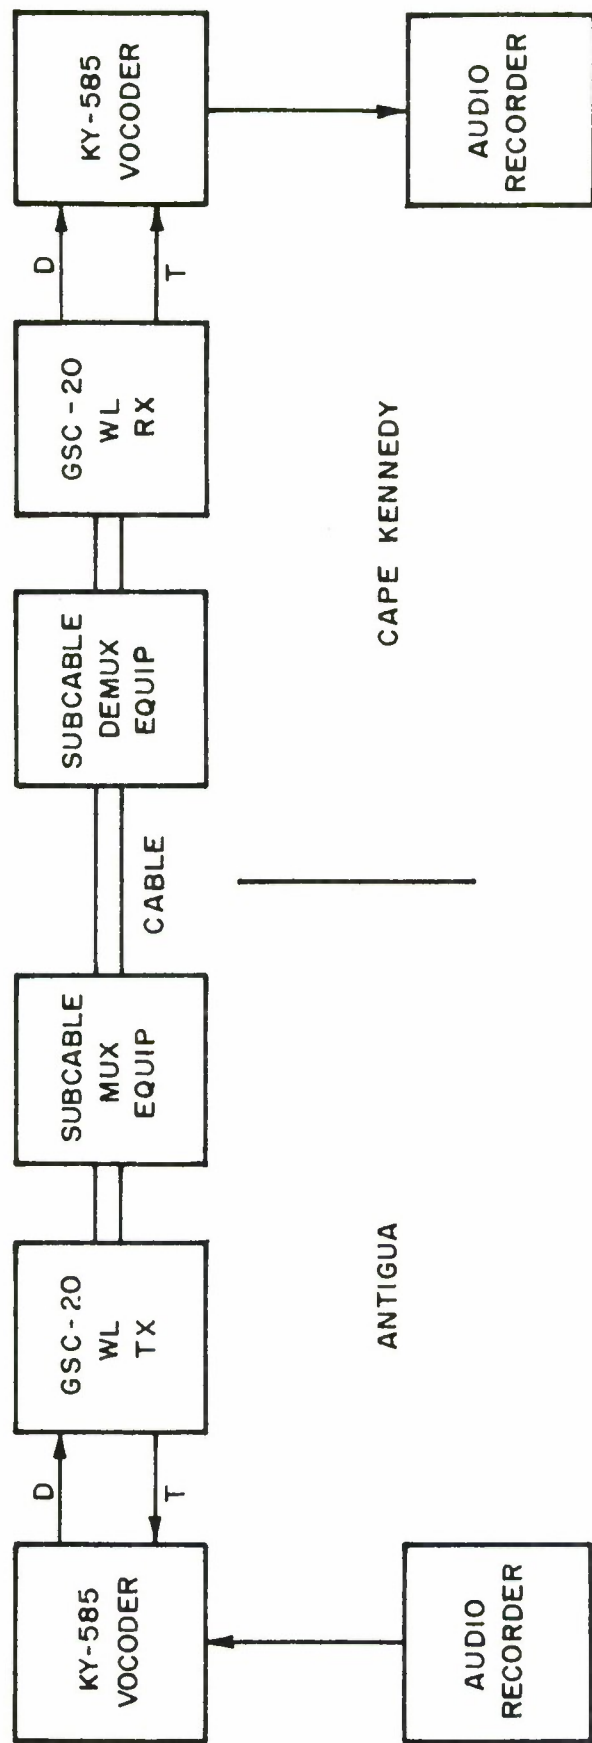 KY-585
VOCODER
D
T
GSC-20
WL
TX
SUBCABLE
MUX
EQUIP
CABLE
SUBCABLE
DEMUX
EQUIP
GSC-20
WL
RX
D
T
KY-585
VOCODER
AUDIO
RECORDER
ANTIGUA
CAPE KENNEDY
AUDIO
RECORDER